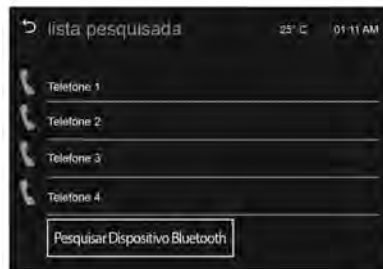 lista pesquisada 25° C 01:11 AM
Telefone 1
Telefone 2
Telefone 3
Telefone 4
Pesquisar Dispositivo Bluetooth